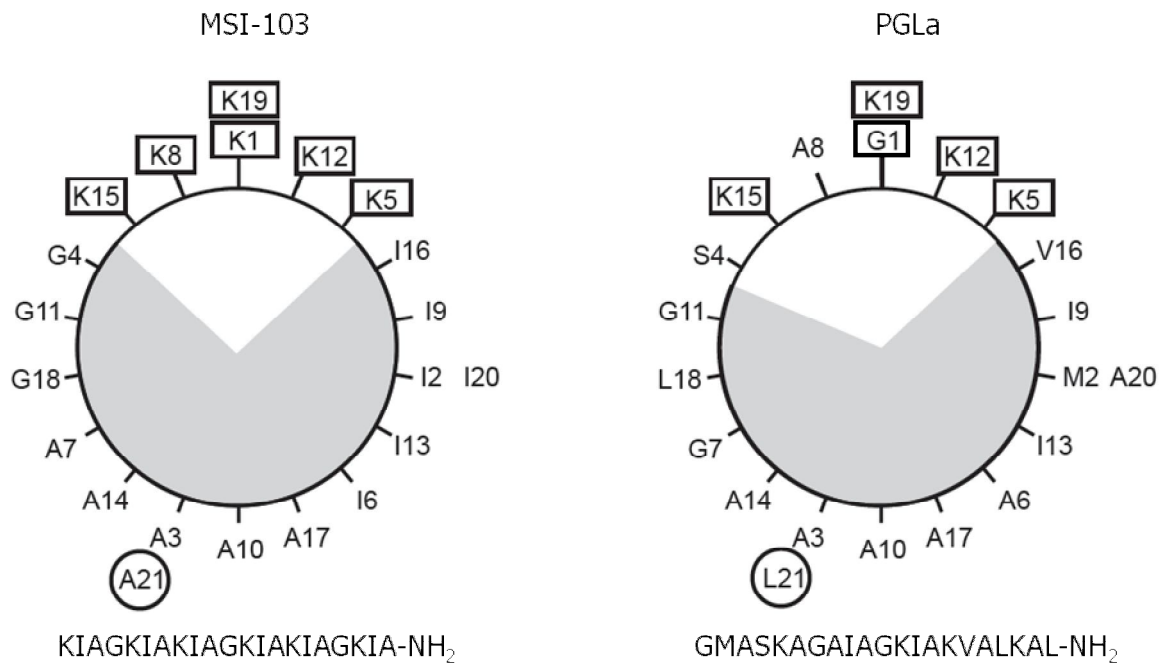 MSI-103
K19
K1
K8
K12
K15
K5
G4
I16
G11
I9
G18
I2 I20
A7
I13
A14
I6
A3
A17
A10
A21
KIAGKIAKIAGKIAKIAGKIA-NH₂
PGLa
K19
G1
A8
K12
K15
K5
S4
V16
G11
I9
L18
M2 A20
G7
I13
A14
A6
A3
A17
A10
L21
GMASKAGAIAGKIAKVALKAL-NH₂